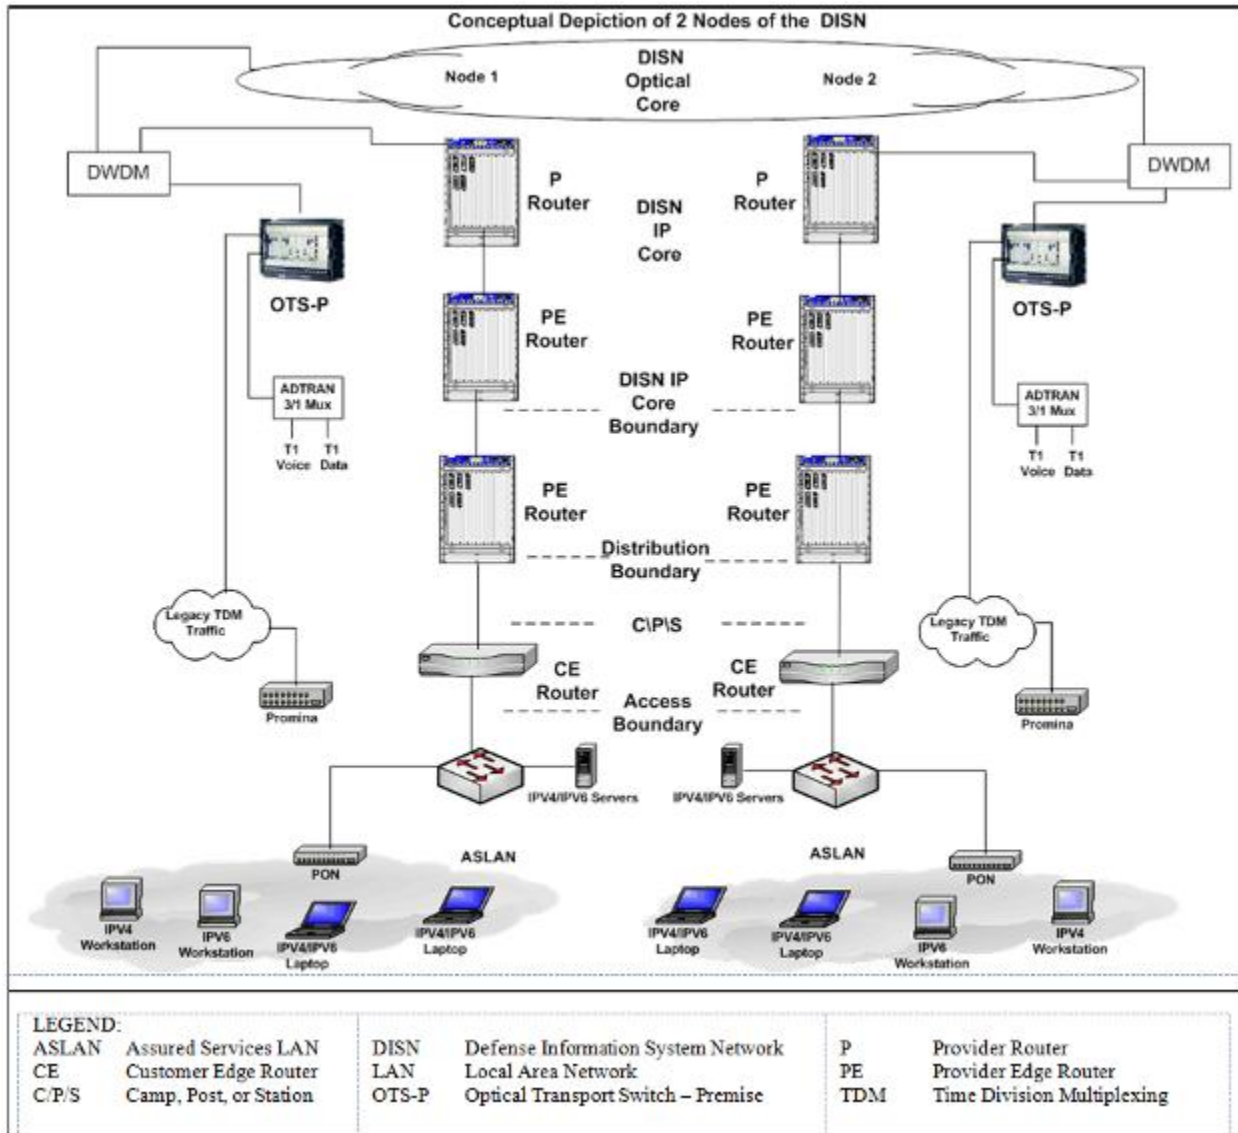 Conceptual Depiction of 2 Nodes of the DISN
DISN
Optical
Core
Node 1
Node 2
DWDM
DWDM
P
Router
DISN
IP
Core
P
Router
OTS-P
OTS-P
PE
Router
PE
Router
ADTRAN
3/1 Mux
T1
Voice
T1
Data
DISN IP
Core
Boundary
ADTRAN
3/1 Mux
T1
Voice
T1
Data
PE
Router
PE
Router
Distribution
Boundary
Legacy TDM
Traffic
C\P\S
Legacy TDM
Traffic
CE
Router
CE
Router
Promina
Access
Boundary
Promina
IPV4/IPV6 Servers
IPV4/IPV6 Servers
PON
ASLAN
ASLAN
PON
IPV4
Workstation
IPV6
Workstation
IPV4/IPV6
Laptop
IPV4/IPV6
Laptop
IPV4/IPV6
Laptop
IPV4/IPV6
Laptop
IPV6
Workstation
IPV4
Workstation
LEGEND:
ASLAN Assured Services LAN
CE Customer Edge Router
C/P/S Camp, Post, or Station
DISN Defense Information System Network
LAN Local Area Network
OTS-P Optical Transport Switch – Premise
P Provider Router
PE Provider Edge Router
TDM Time Division Multiplexing